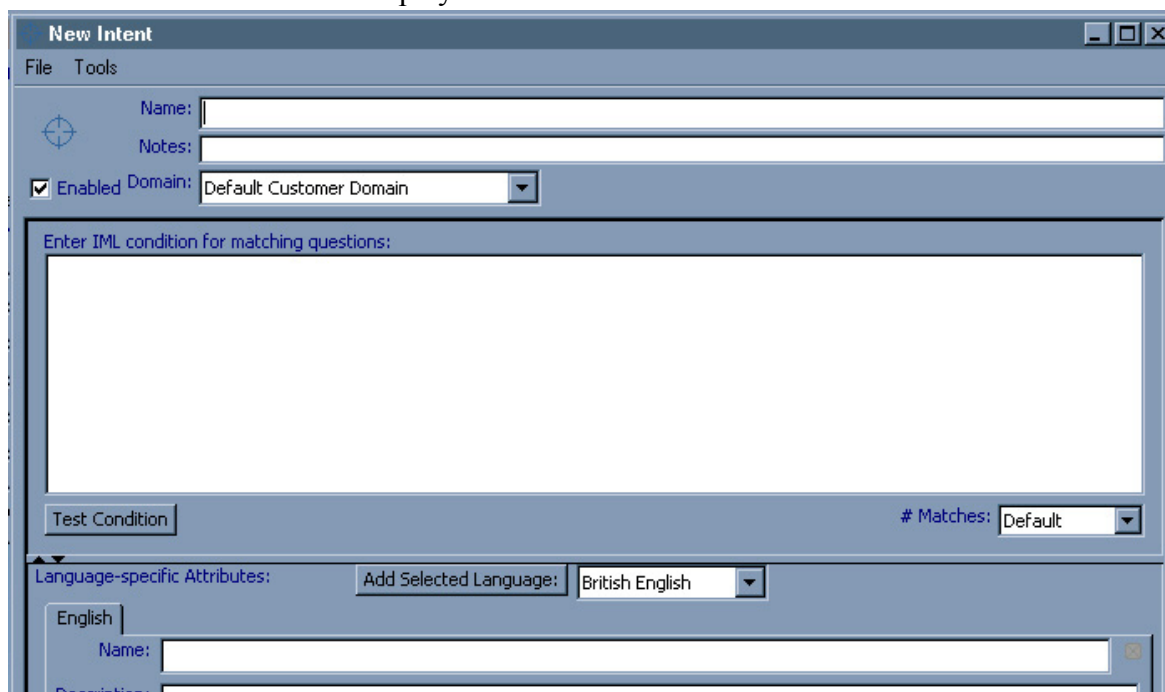 New Intent
File Tools
Name:
Notes:
Enabled Domain: Default Customer Domain
Enter IML condition for matching questions:
Test Condition # Matches: Default
Language-specific Attributes: Add Selected Language: British English
English
Name:
Description: